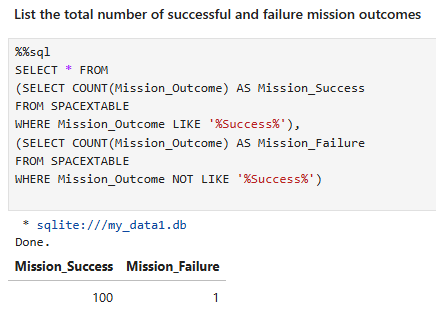 List the total number of successful and failure mission outcomes
%%sql
SELECT * FROM
(SELECT COUNT(Mission_Outcome) AS Mission_Success
FROM SPACEXTABLE
WHERE Mission_Outcome LIKE '%Success%'),
(SELECT COUNT(Mission_Outcome) AS Mission_Failure
FROM SPACEXTABLE
WHERE Mission_Outcome NOT LIKE '%Success%')
* sqlite:///my_data1.db
Done.
Mission_Success Mission_Failure
100 1